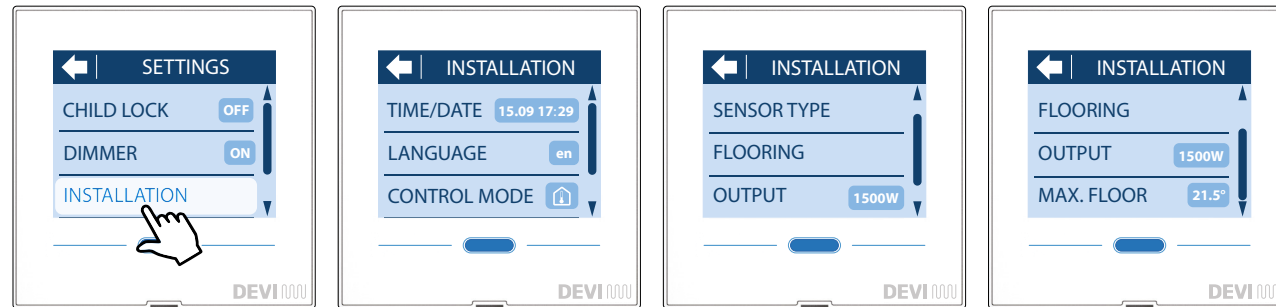 SETTINGS
CHILD LOCK OFF
DIMMER ON
INSTALLATION
DEVI
INSTALLATION
TIME/DATE 15.09 17:29
LANGUAGE en
CONTROL MODE
DEVI
INSTALLATION
SENSOR TYPE
FLOORING
OUTPUT 1500W
DEVI
INSTALLATION
FLOORING
OUTPUT 1500W
MAX. FLOOR 21.5°
DEVI